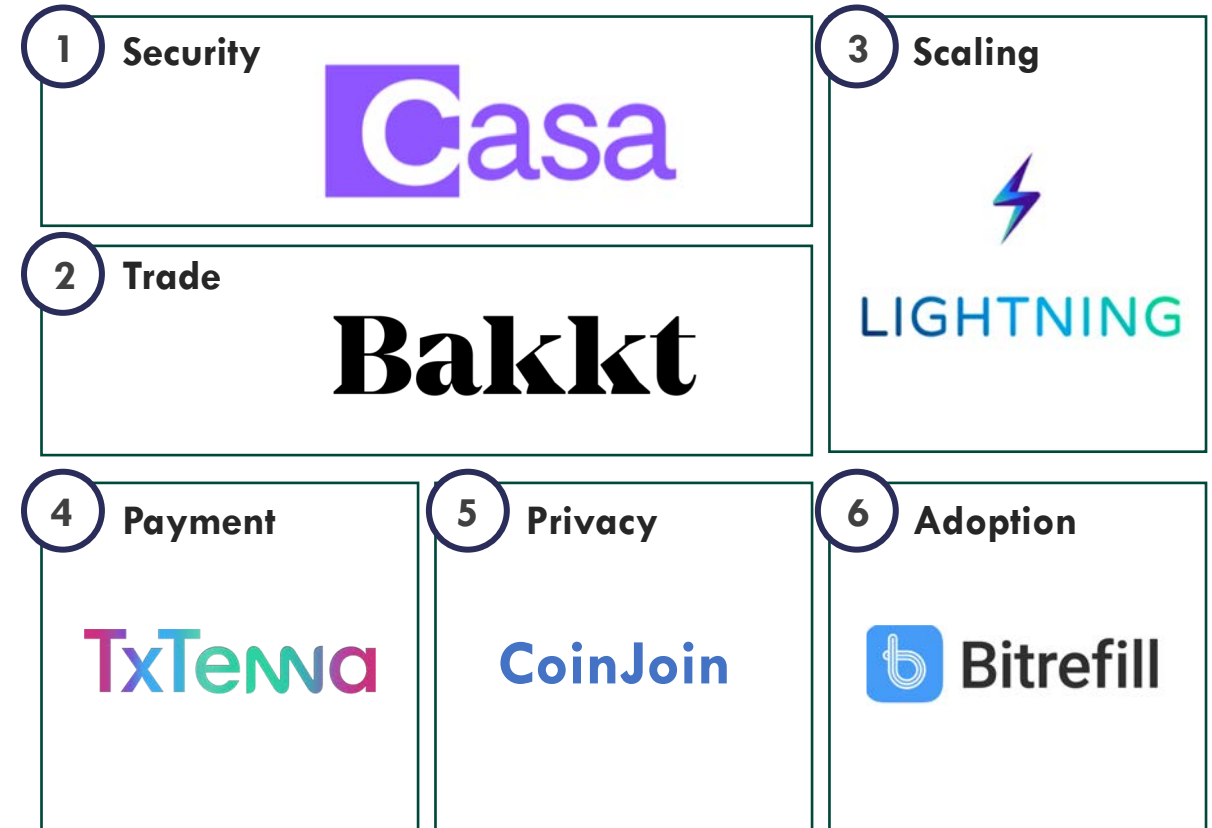 1 Security
Casa
2 Trade
Bakkt
3 Scaling
LIGHTNING
4 Payment
TxTenna
5 Privacy
CoinJoin
6 Adoption
Bitrefill